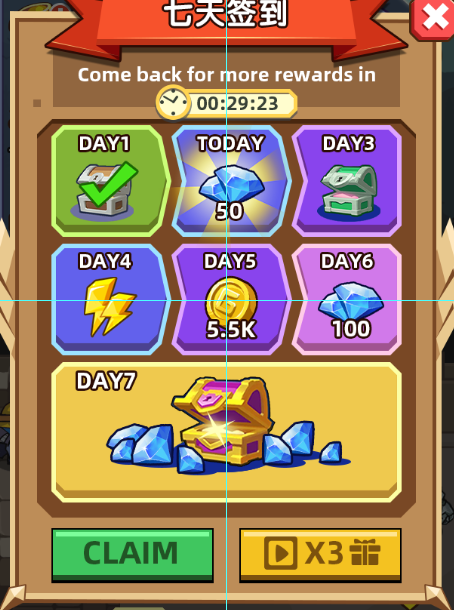 七天签到
Come back for more rewards in
00:29:23
DAY1
TODAY
DAY3
50
DAY4
DAY5
DAY6
5.5K
100
DAY7
CLAIM
X3